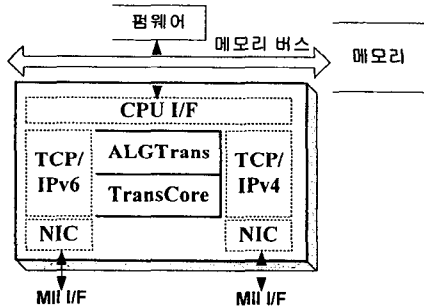 펌웨어
메모리 버스
메모리
CPU I/F
TCP/
IPv6
ALGTrans
TransCore
TCP/
IPv4
NIC
NIC
MII I/F
MII I/F